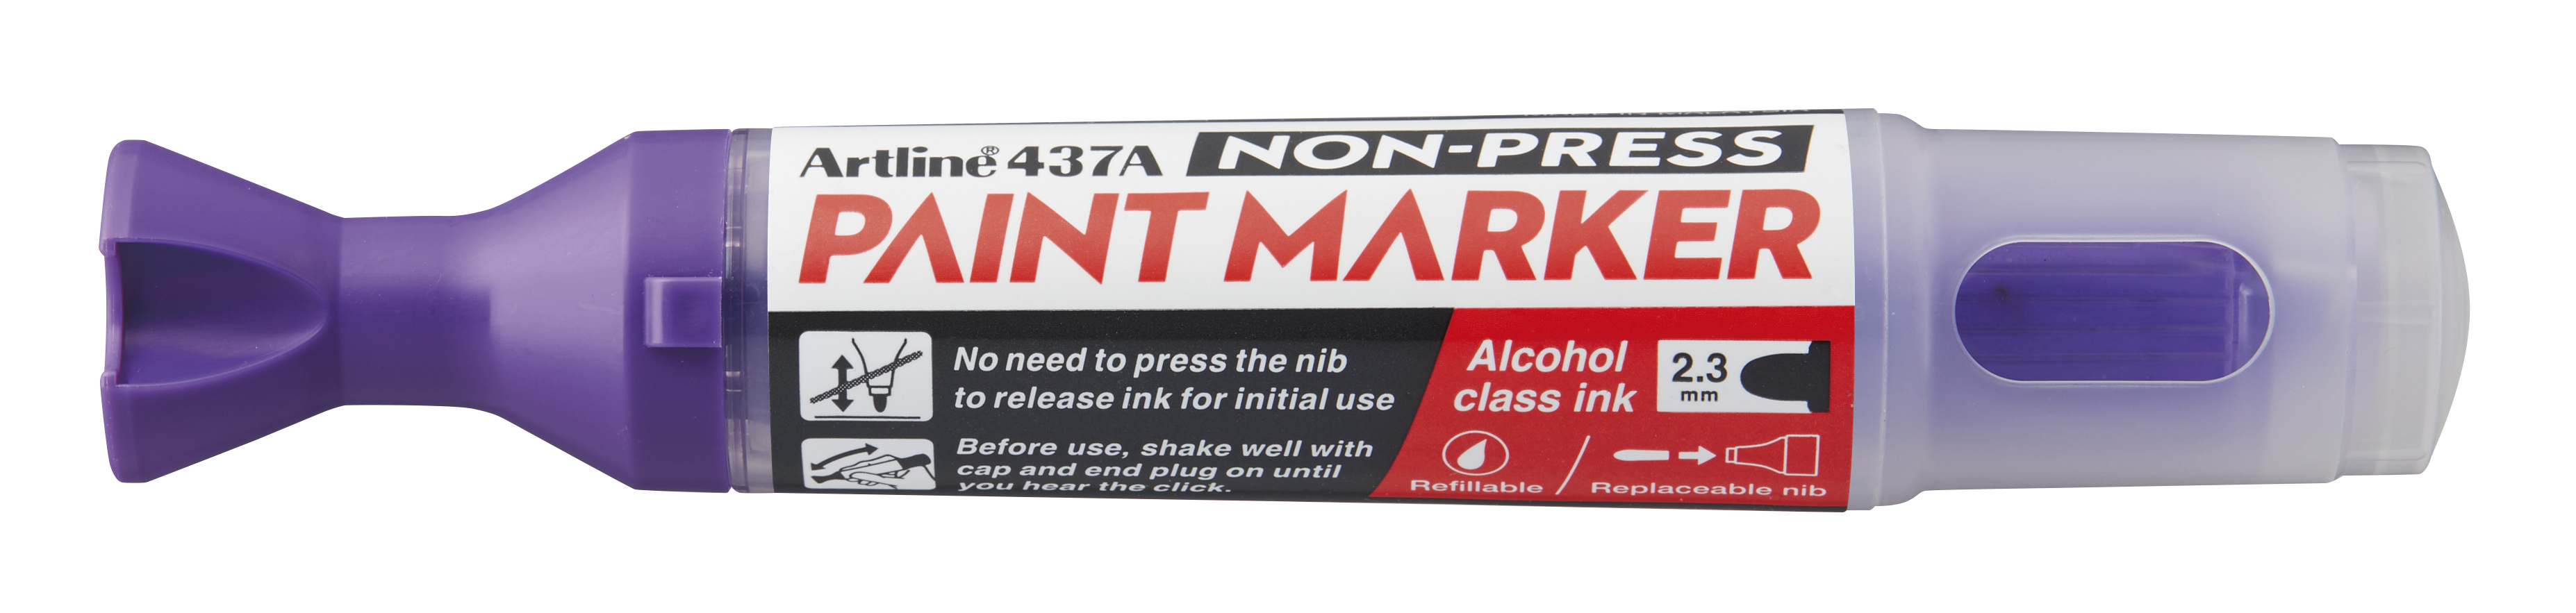 Artline® 437A NON-PRESS
PAINT MARKER
No need to press the nib
to release ink for initial use
Before use, shake well with
cap and end plug on until
you hear the click.
Alcohol
class ink
2.3
mm
Refillable / Replaceable nib